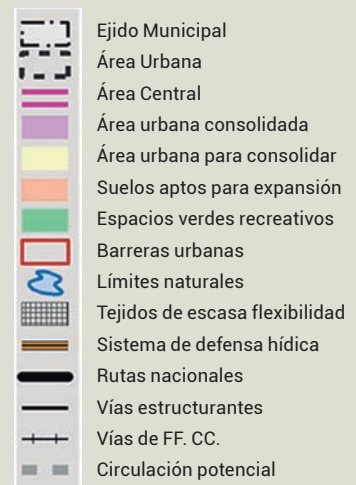 Ejido Municipal
Área Urbana
Área Central
Área urbana consolidada
Área urbana para consolidar
Suelos aptos para expansión
Espacios verdes recreativos
Barreras urbanas
Límites naturales
Tejidos de escasa flexibilidad
Sistema de defensa hídica
Rutas nacionales
Vías estructurantes
Vías de FF. CC.
Circulación potencial